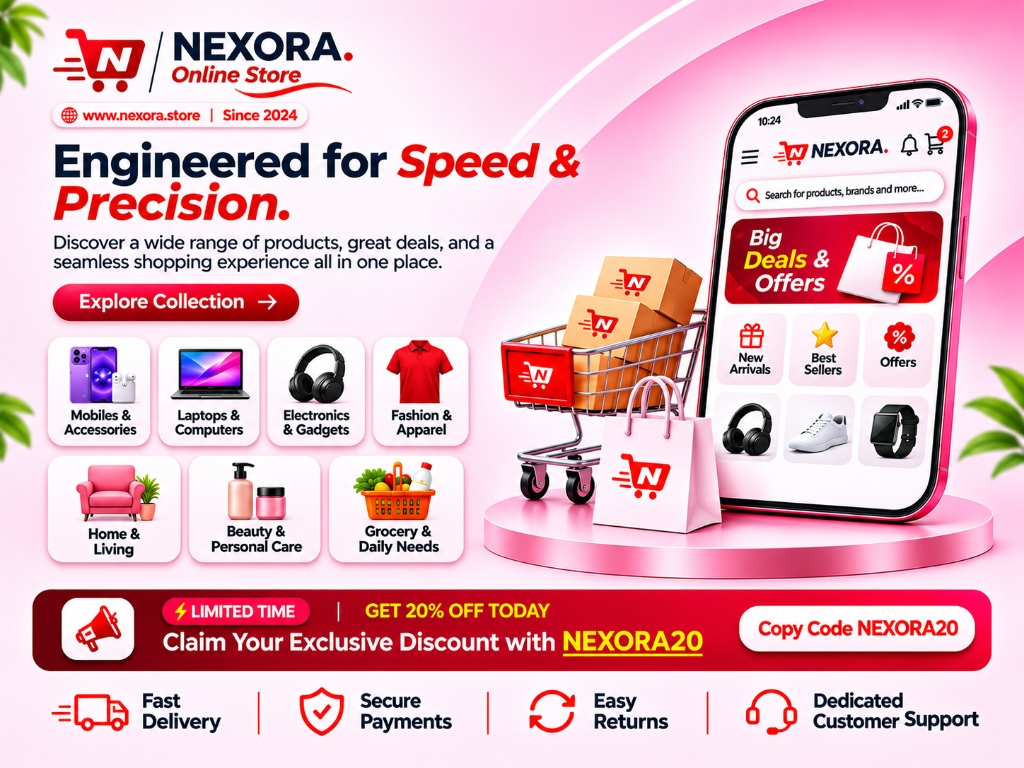 N
NEXORA.
Online Store
www.nexora.store | Since 2024
Engineered for Speed &
Precision.
Discover a wide range of products, great deals, and a
seamless shopping experience all in one place.
Explore Collection →
Mobiles &
Accessories
Laptops &
Computers
Electronics
& Gadgets
Fashion &
Apparel
Home &
Living
Beauty &
Personal Care
Grocery &
Daily Needs
N
N
N
N
10:24
N NEXORA.
2
Search for products, brands and more...
Big
Deals &
Offers
%
New
Arrivals
Best
Sellers
%
Offers
LIMITED TIME | GET 20% OFF TODAY
Claim Your Exclusive Discount with NEXORA20
Copy Code NEXORA20
Fast
Delivery
Secure
Payments
Easy
Returns
Dedicated
Customer Support